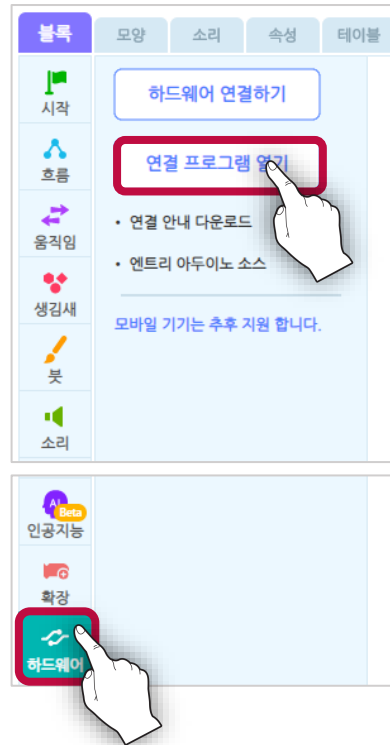 블록 모양 소리 속성 테이블
시작
흐름
움직임
생김새
붓
소리
하드웨어 연결하기
연결 프로그램 열기
• 연결 안내 다운로드
• 엔트리 아두이노 소스
모바일 기기는 추후 지원 합니다.
AI Beta
인공지능
확장
하드웨어